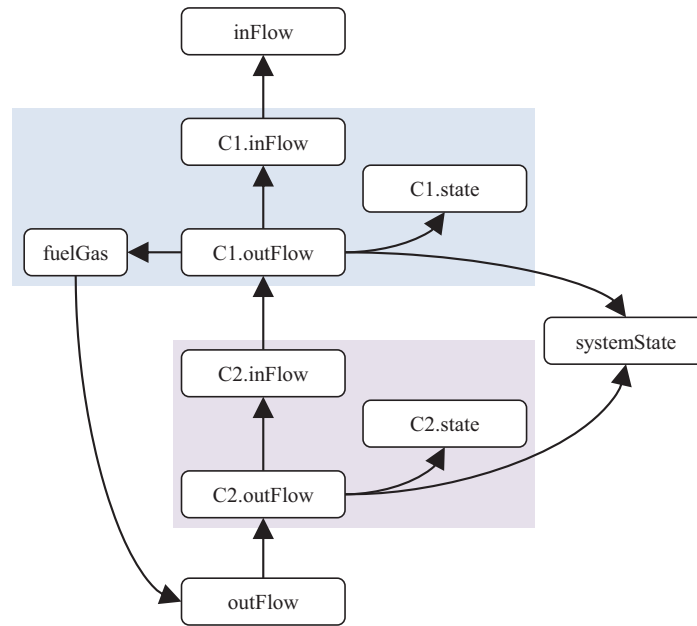 inFlow
C1.inFlow
C1.state
fuelGas
C1.outFlow
systemState
C2.inFlow
C2.state
C2.outFlow
outFlow